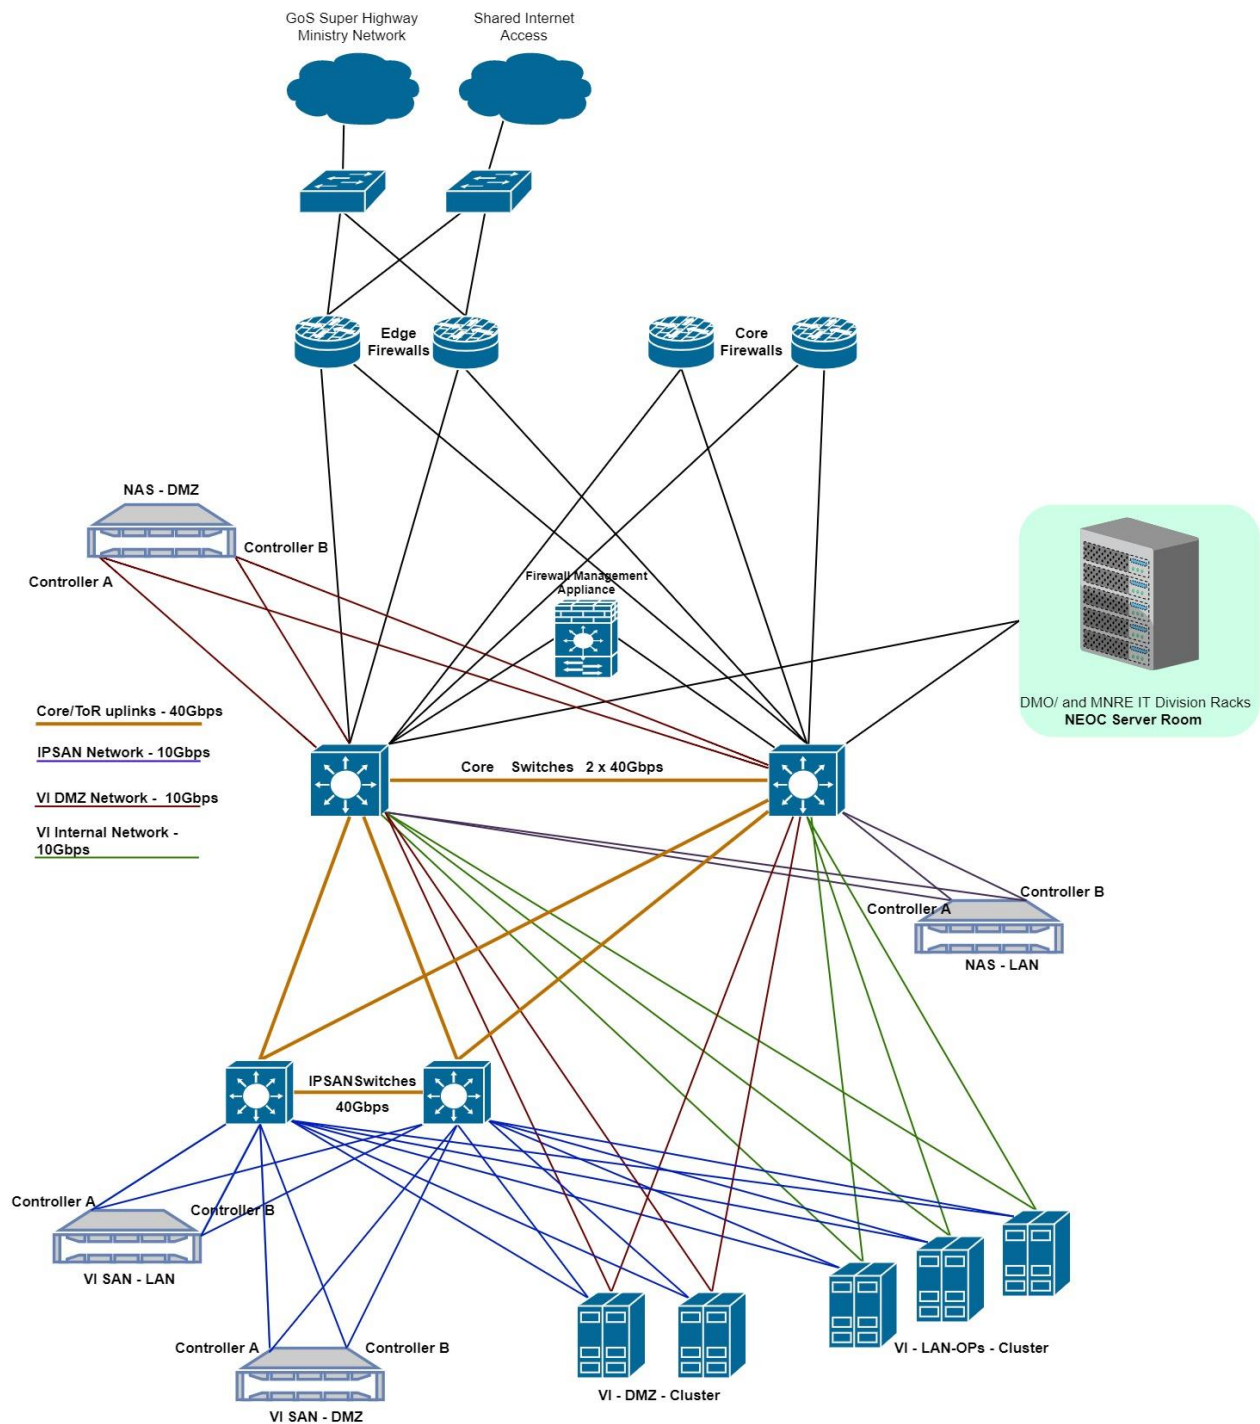 GoS Super Highway
Ministry Network
Shared Internet
Access
Edge
Firewalls
Core
Firewalls
NAS - DMZ
Controller B
Controller A
Firewall Management
Appliance
DMO/ and MNRE IT Division Racks
NEOC Server Room
Core/ToR uplinks - 40Gbps
IPSAN Network - 10Gbps
VI DMZ Network - 10Gbps
VI Internal Network -
10Gbps
Core Switches 2 x 40Gbps
Controller B
Controller A
NAS - LAN
IPSAN Switches
40Gbps
Controller A
Controller B
VI SAN - LAN
Controller A
Controller B
VI SAN - DMZ
VI - DMZ - Cluster
VI - LAN-OPs - Cluster